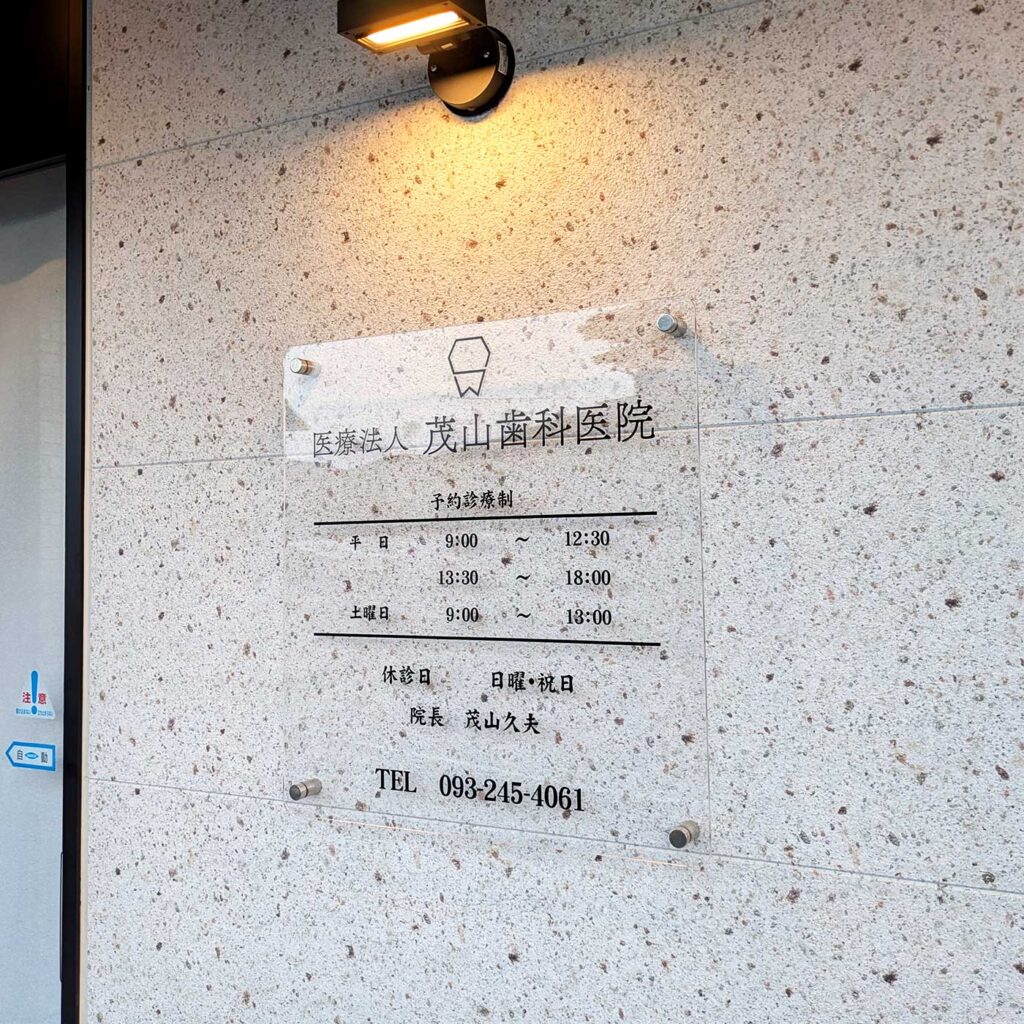 医療法人 茂山歯科医院
予約診療制
平日 9:00 ～ 12:30
13:30 ～ 18:00
土曜日 9:00 ～ 13:00
休診日 日曜・祝日
院長 茂山久夫
TEL 093-245-4061
注!意
自動